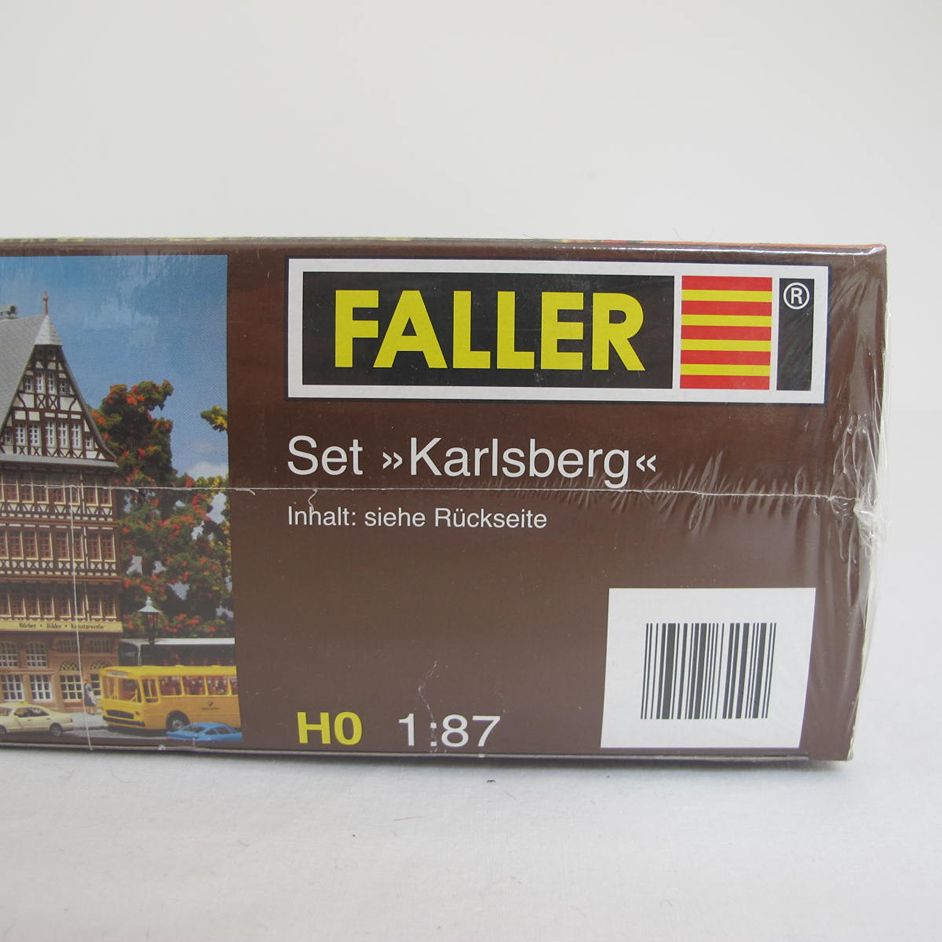 FALLER ®
Set »Karlsberg«
Inhalt: siehe Rückseite
H0 1:87